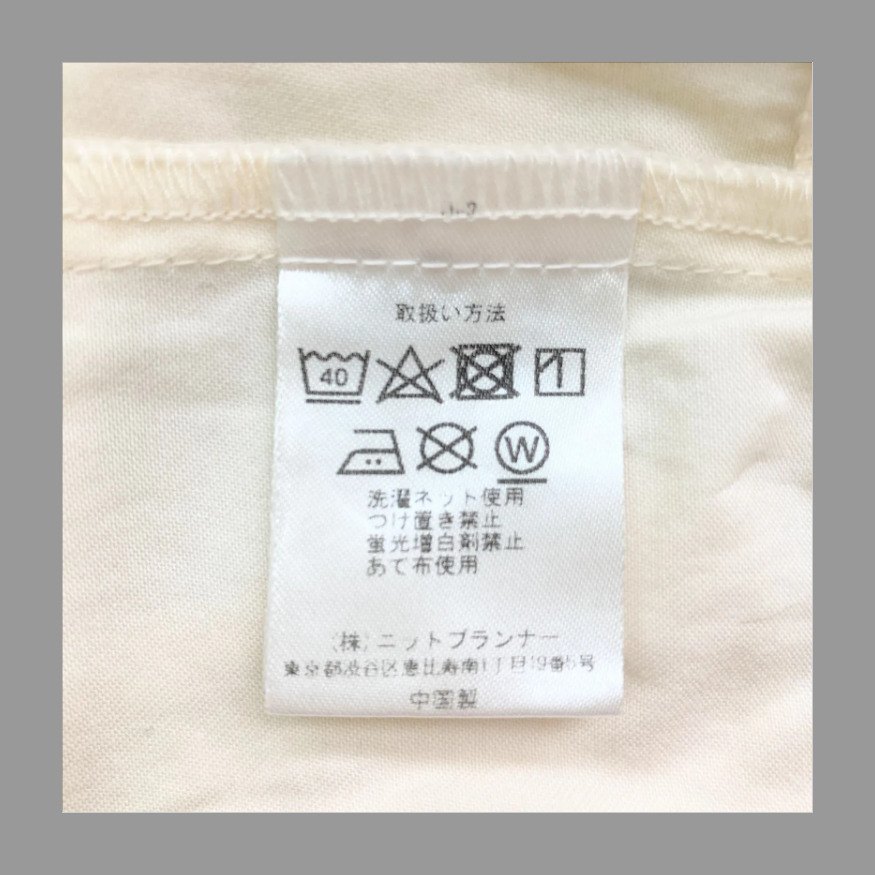 取扱い方法
40
W
洗濯ネット使用
つけ置き禁止
蛍光増白剤禁止
あて布使用
(株)ニットプランナー
東京都渋谷区恵比寿南1丁目19番5号
中国製